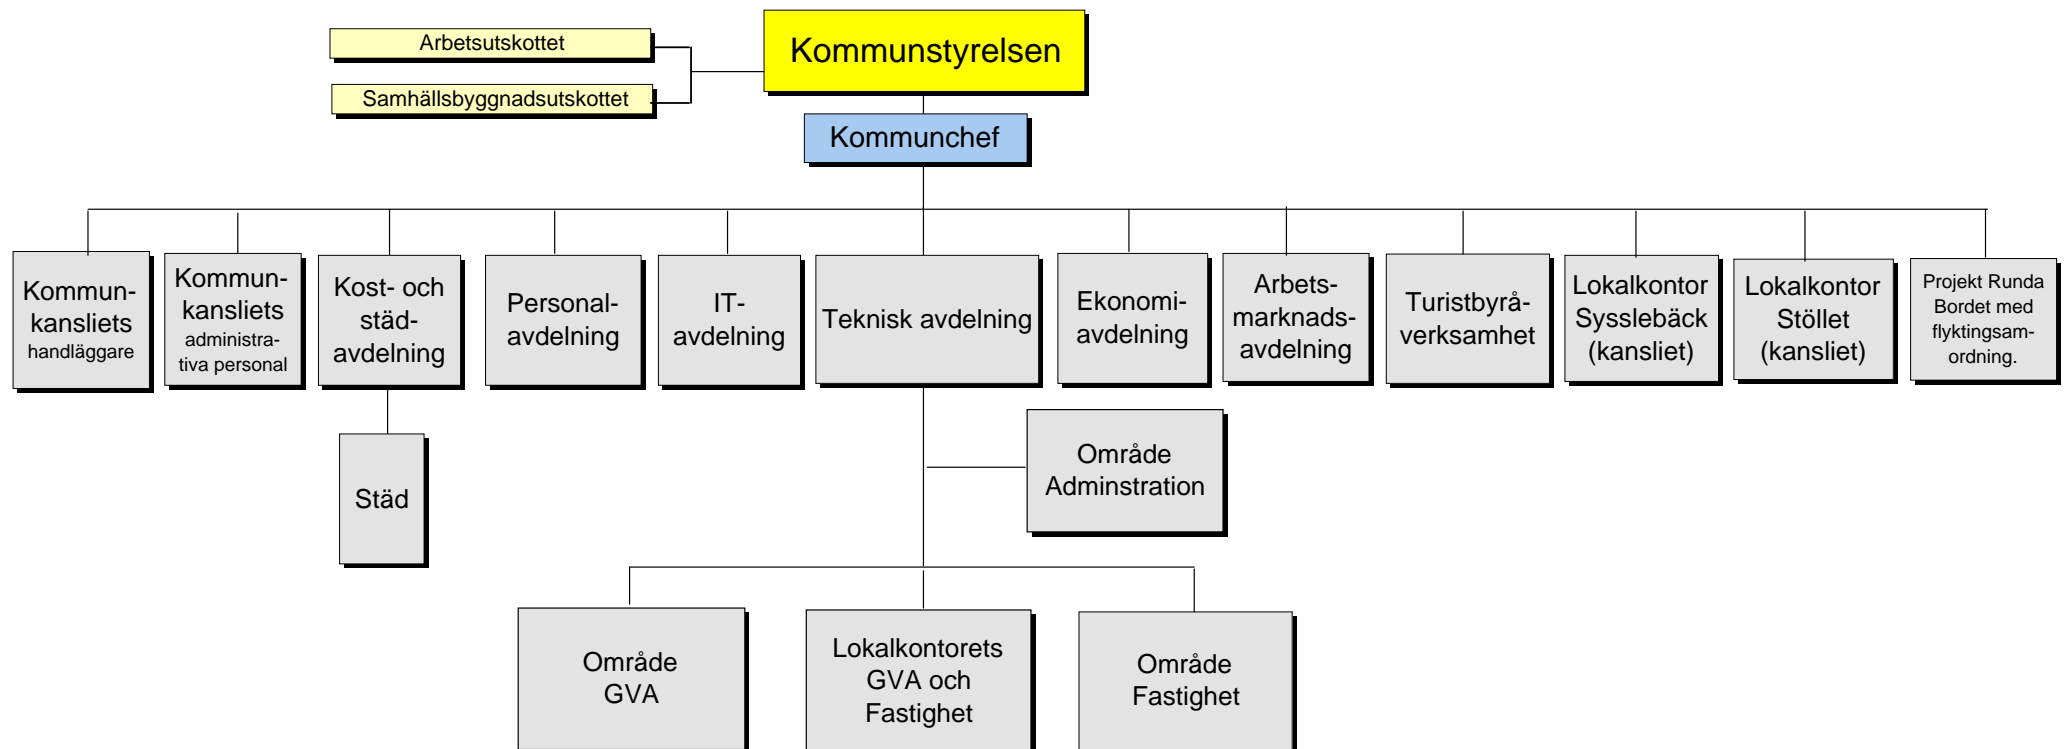 Arbetsutskottet
Samhällsbyggnadsutskottet
Kommunstyrelsen
Kommunchef
Kommun-
kansliets
handläggare
Kommun-
kansliets
administra-
tiva personal
Kost- och
städ-
avdelning
Personal-
avdelning
IT-
avdelning
Teknisk avdelning
Ekonomi-
avdelning
Arbets-
marknads-
avdelning
Turistbyrå-
verksamhet
Lokalkontor
Sysslebäck
(kansliet)
Lokalkontor
Stöllet
(kansliet)
Projekt Runda
Bordet med
flyktingsam-
ordning.
Städ
Område
Adminstration
Område
GVA
Lokalkontorets
GVA och
Fastighet
Område
Fastighet